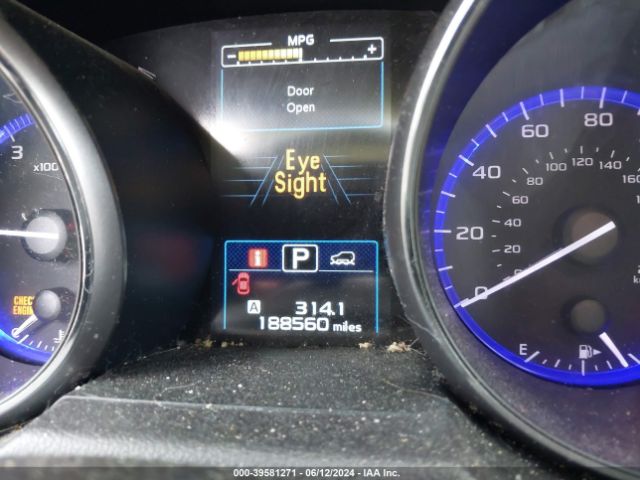 MPG
- +
Door
Open
Eye
Sight
3
x100
CHECK
ENGINE
P
A 314.1
188560 miles
0
20
40
60
80
20
40
60
80
100
120
140
160
E
000-39581271 - 06/12/2024 - IAA Inc.